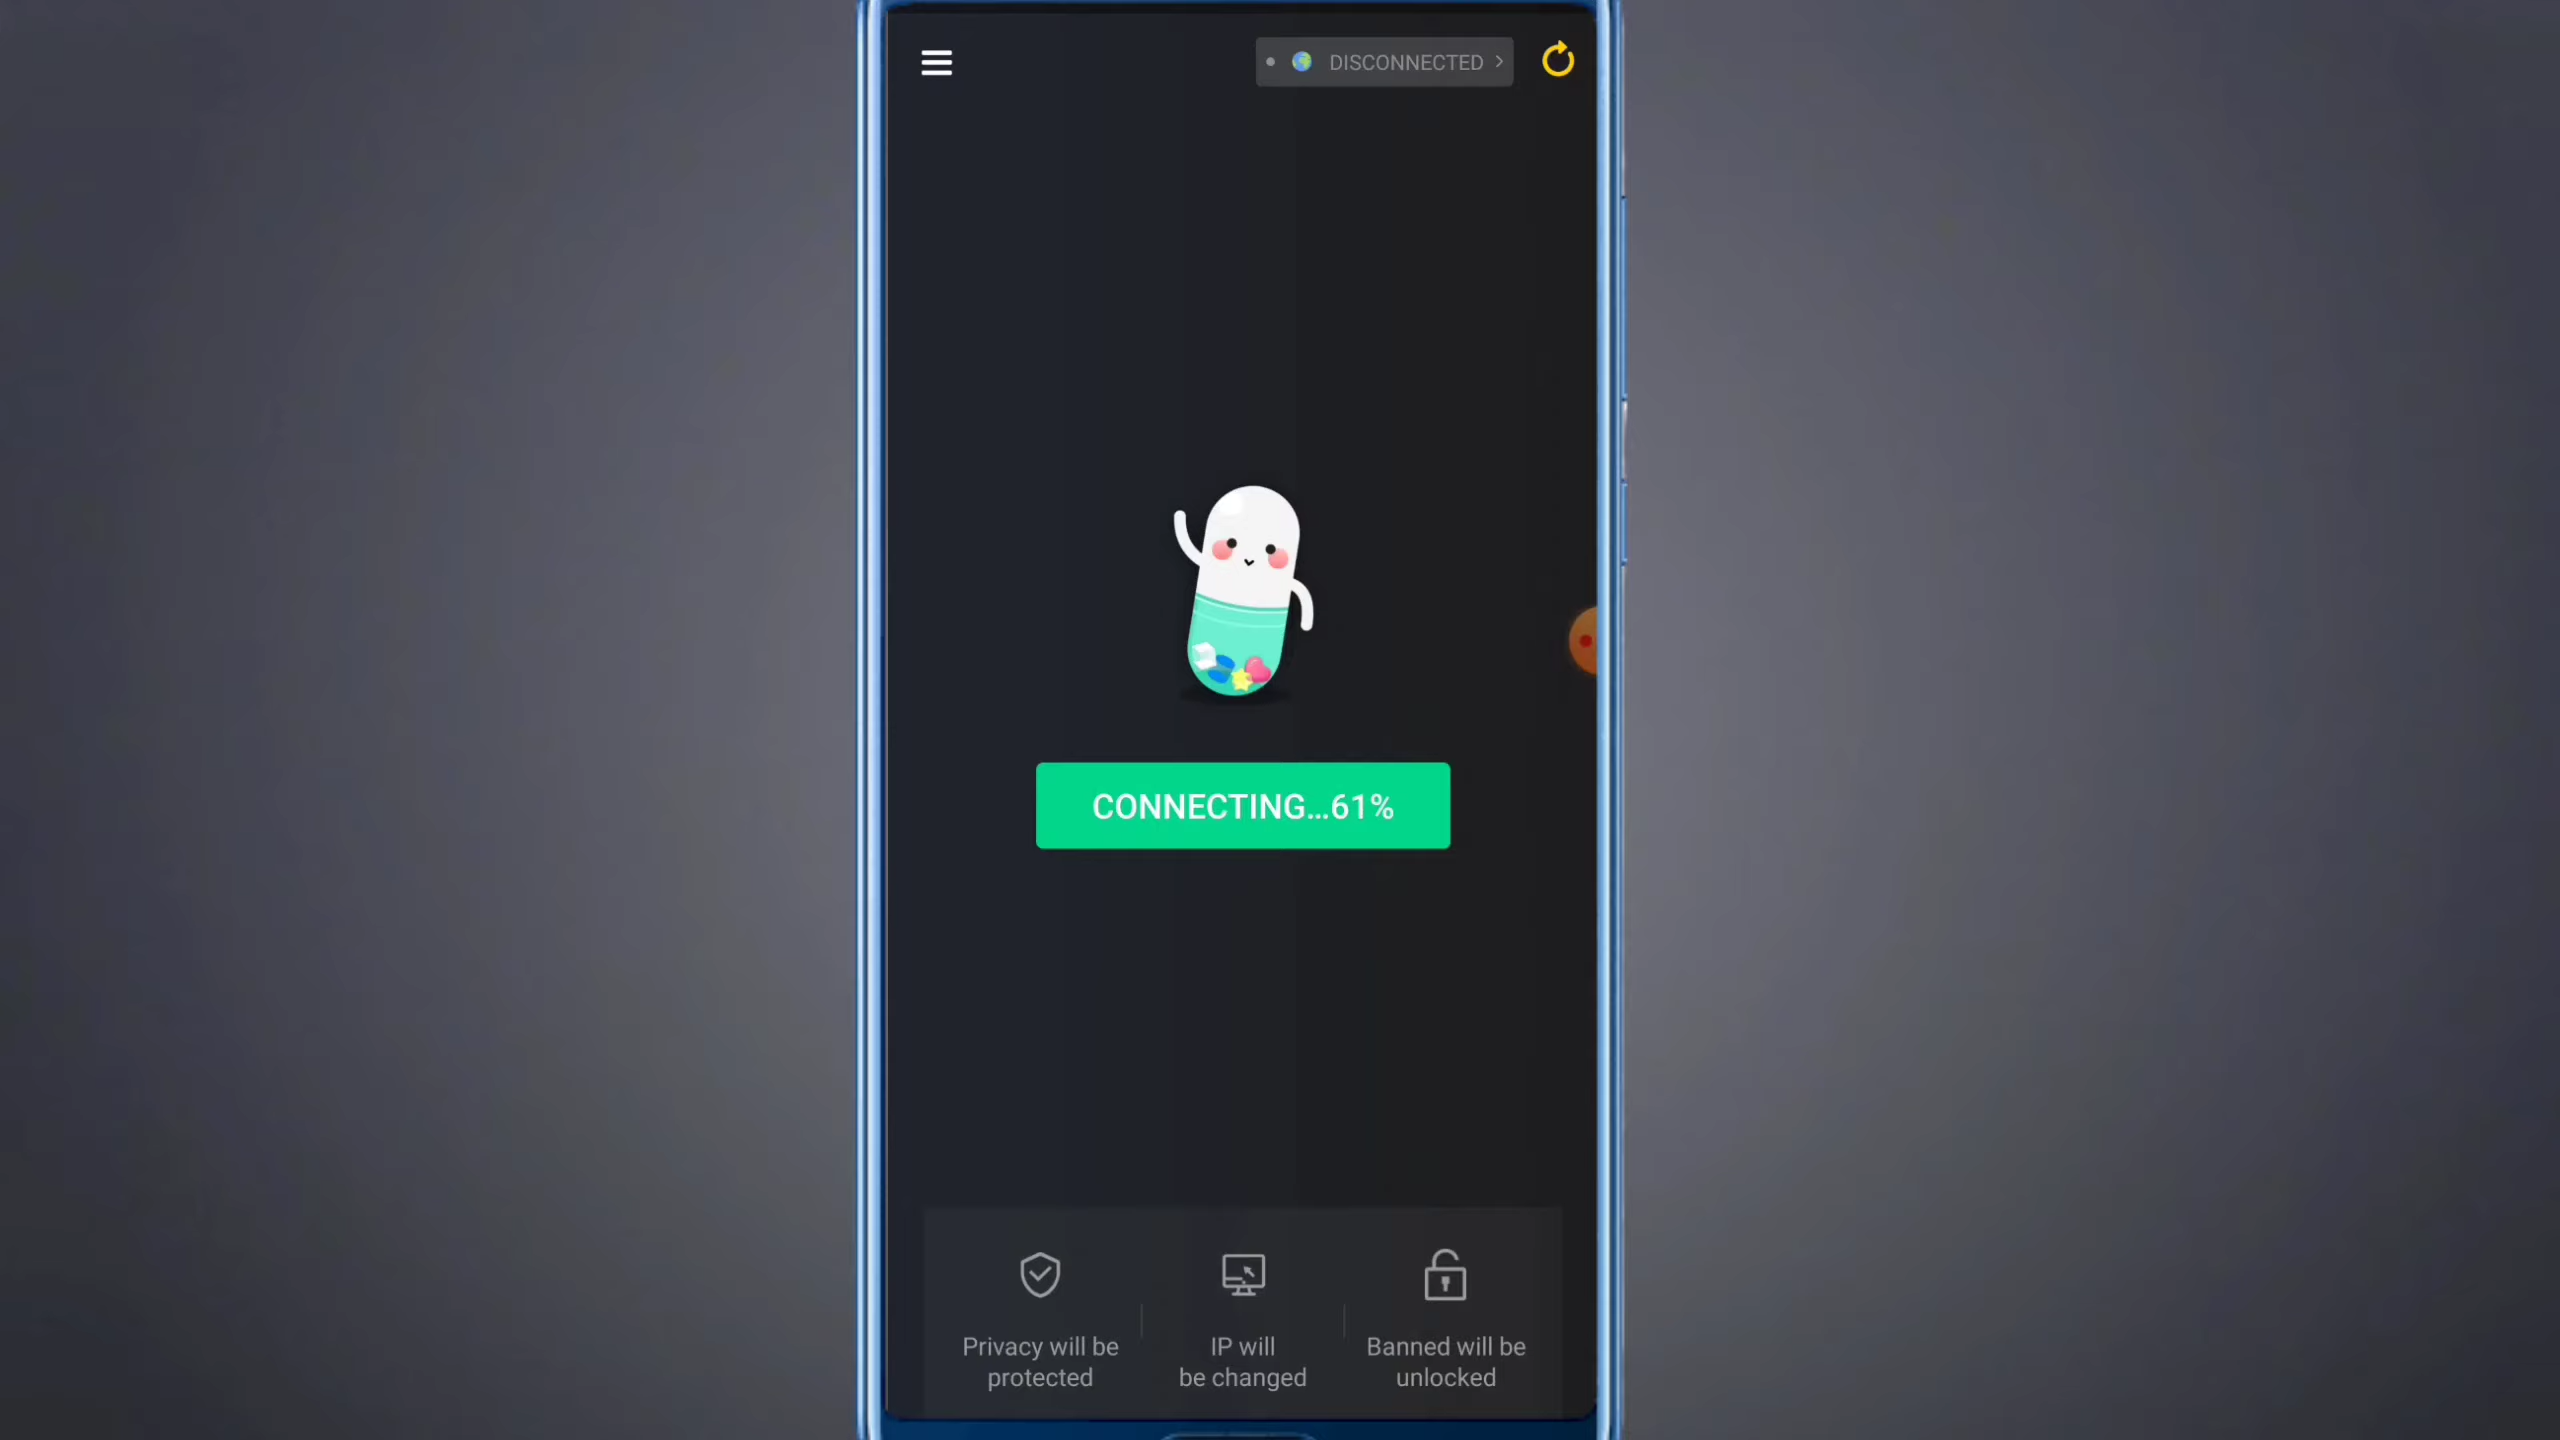 DISCONNECTED
CONNECTING...61%
Privacy will be
protected
IP will
be changed
Banned will be
unlocked